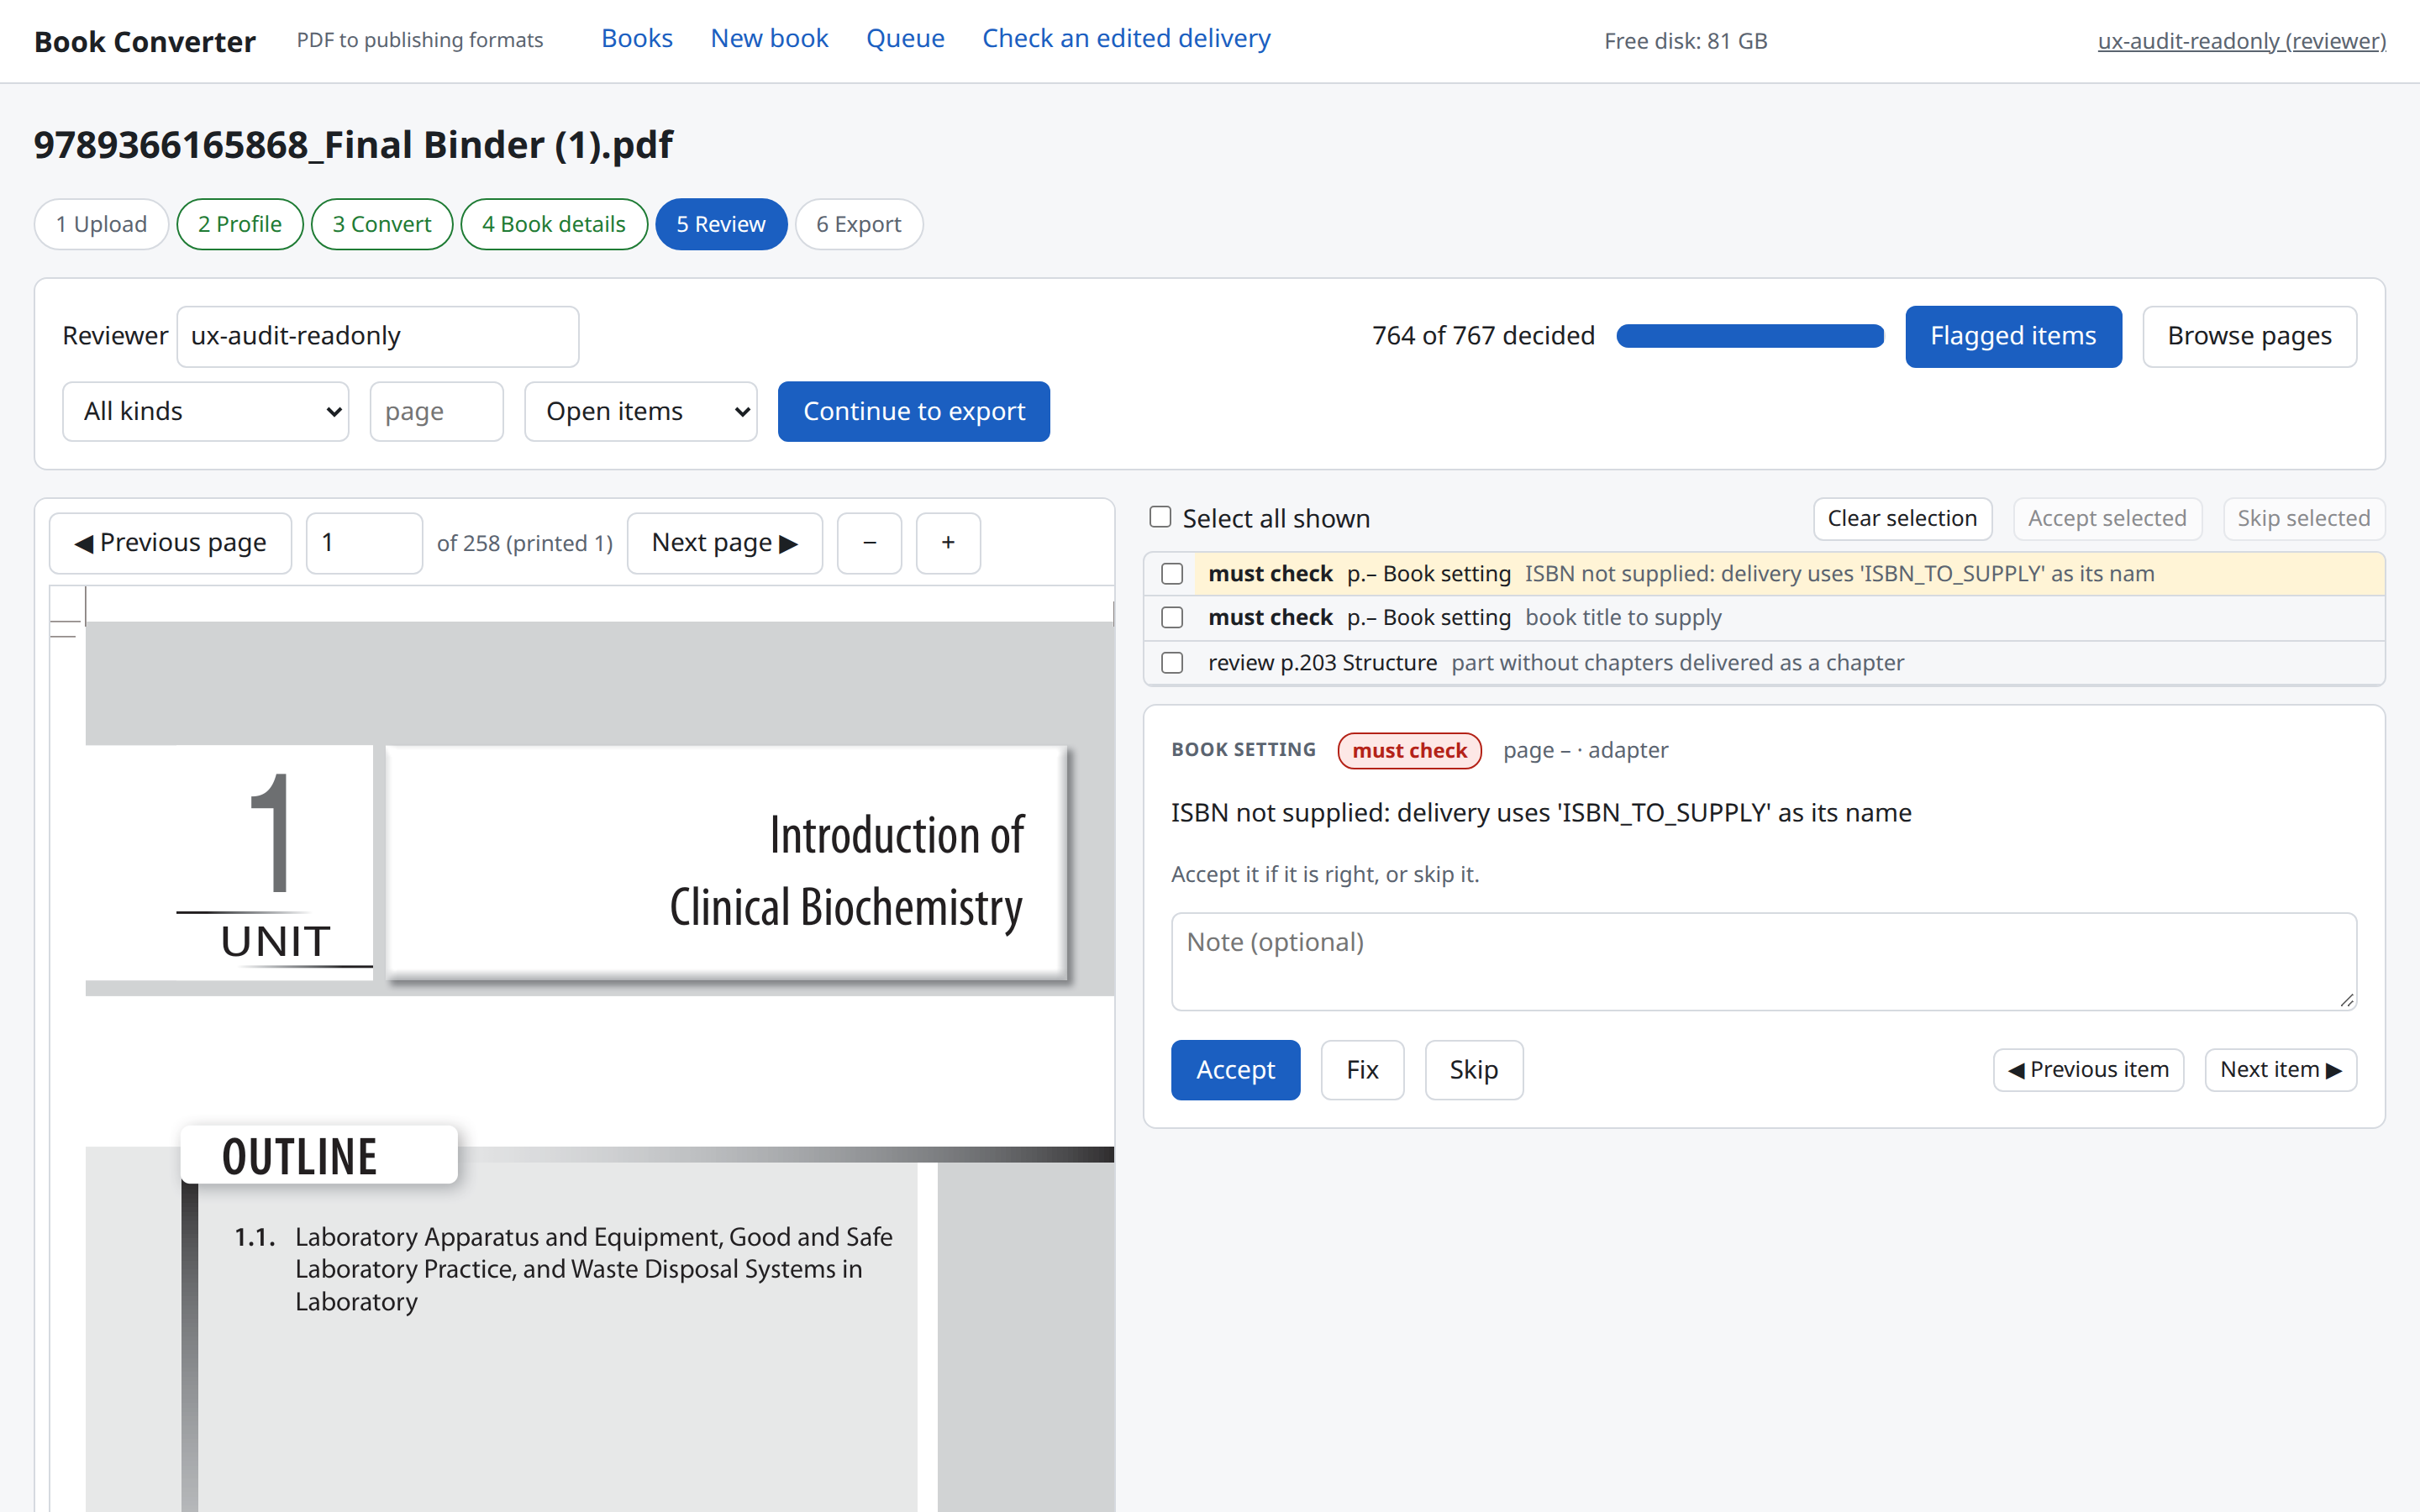 Book Converter PDF to publishing formats Books New book Queue Check an edited delivery Free disk: 81 GB ux-audit-readonly (reviewer)
9789366165868_Final Binder (1).pdf
1 Upload 2 Profile 3 Convert 4 Book details 5 Review 6 Export
Reviewer ux-audit-readonly 764 of 767 decided Flagged items Browse pages
All kinds page Open items Continue to export
◀ Previous page 1 of 258 (printed 1) Next page ▶ − +
1
UNIT
Introduction of
Clinical Biochemistry
OUTLINE
1.1. Laboratory Apparatus and Equipment, Good and Safe
Laboratory Practice, and Waste Disposal Systems in
Laboratory
Select all shown Clear selection Accept selected Skip selected
must check p.– Book setting ISBN not supplied: delivery uses 'ISBN_TO_SUPPLY' as its nam
must check p.– Book setting book title to supply
review p.203 Structure part without chapters delivered as a chapter
BOOK SETTING must check page – · adapter
ISBN not supplied: delivery uses 'ISBN_TO_SUPPLY' as its name
Accept it if it is right, or skip it.
Note (optional)
Accept Fix Skip ◀ Previous item Next item ▶